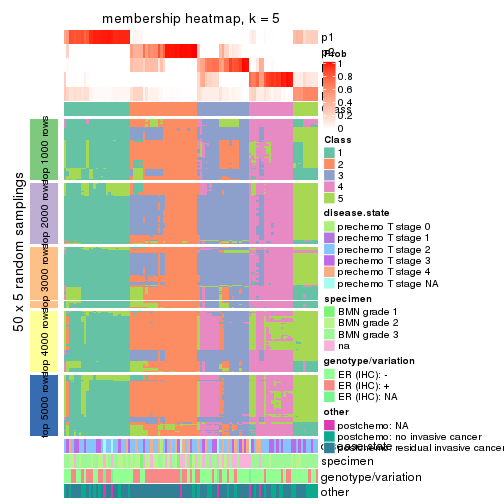 membership heatmap, k = 5
p1
Prob
1
0.8
0.6
0.4
0.2
0
Class
1
2
3
4
5
disease.state
prechemo T stage 0
prechemo T stage 1
prechemo T stage 2
prechemo T stage 3
prechemo T stage 4
prechemo T stage NA
specimen
BMN grade 1
BMN grade 2
BMN grade 3
na
genotype/variation
ER (IHC): -
ER (IHC): +
ER (IHC): NA
other
postchemo: NA
postchemo: no invasive cancer
postchemo: residual invasive cancer
50 x 5 random samplings
top 1000 rows
top 2000 rows
top 3000 rows
top 4000 rows
top 5000 rows
disease.state
specimen
genotype/variation
other